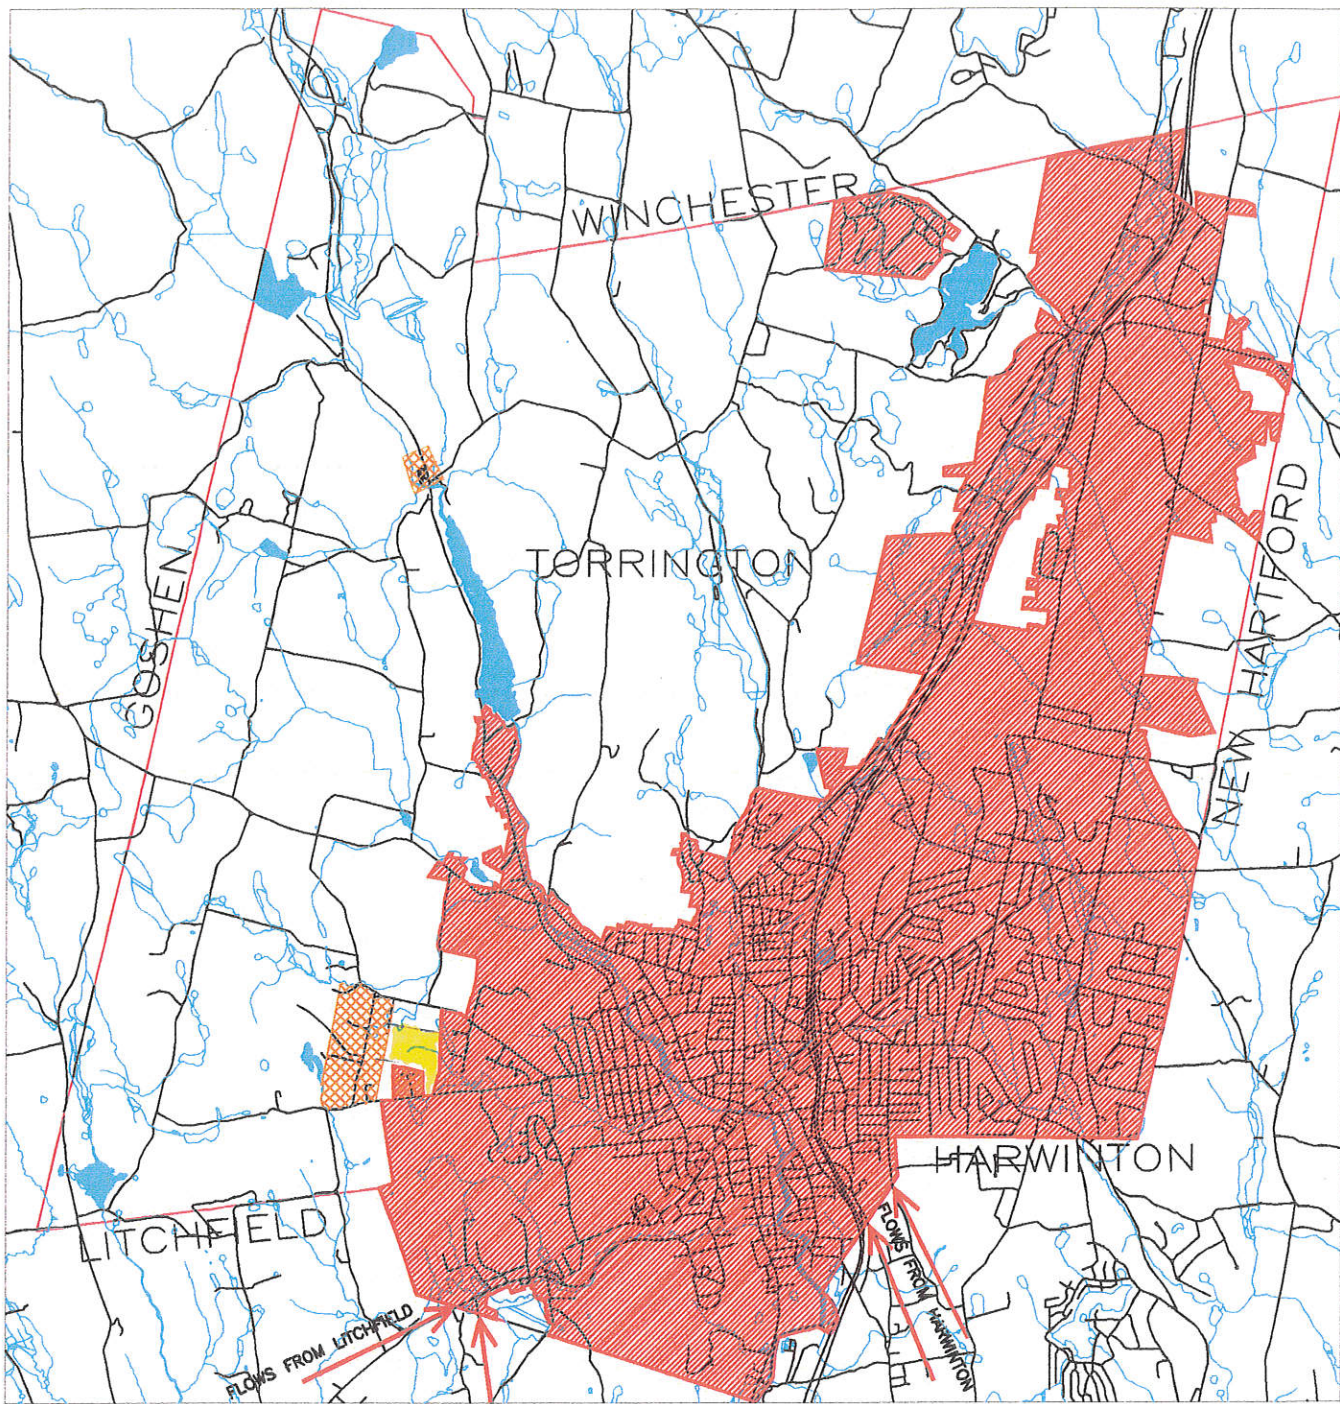 WINCHESTER
TORRINGTON
GOSHEN
NEW HARTFORD
HARWINTON
LITCHFIELD
FLOWS FROM LITCHFIELD
FLOWS FROM HARWINTON